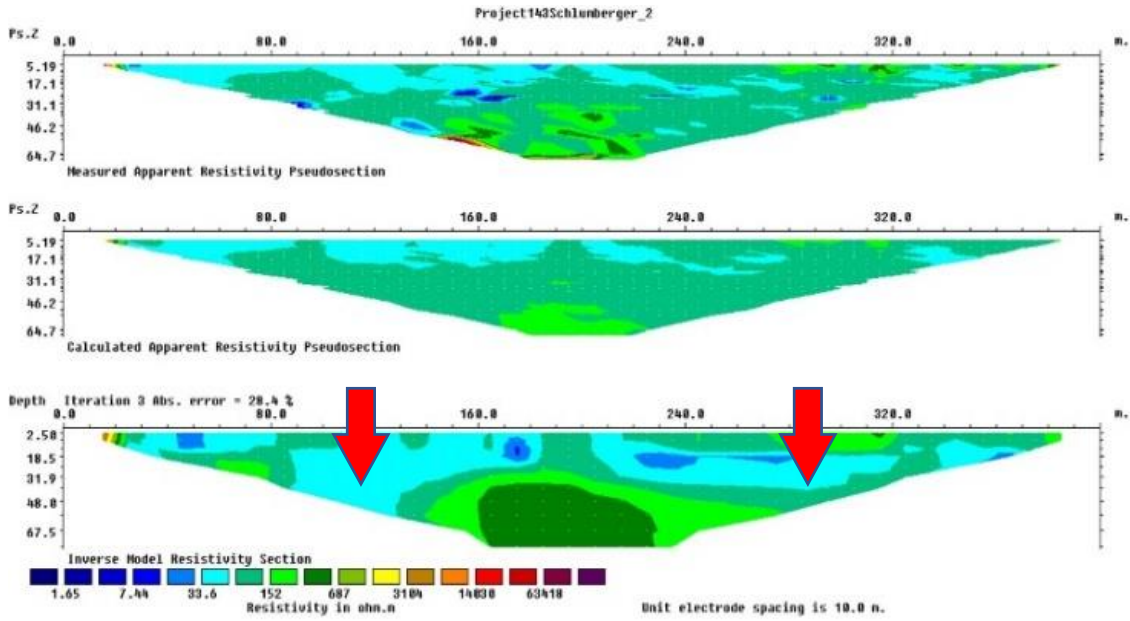 Project143Schlumberger_2
Ps.Z 0.0 80.0 160.0 240.0 320.0 m.
5.19
17.1
31.1
46.2
64.7
Measured Apparent Resistivity Pseudosection
Ps.Z 0.0 80.0 160.0 240.0 320.0 m.
5.19
17.1
31.1
46.2
64.7
Calculated Apparent Resistivity Pseudosection
Depth Iteration 3 Abs. error = 28.4 %
0.0 80.0 160.0 240.0 320.0 m.
2.50
18.5
31.9
48.0
67.5
Inverse Model Resistivity Section
1.65 7.44 33.6 152 687 3104 14030 63418
Resistivity in ohm.m Unit electrode spacing is 10.0 m.